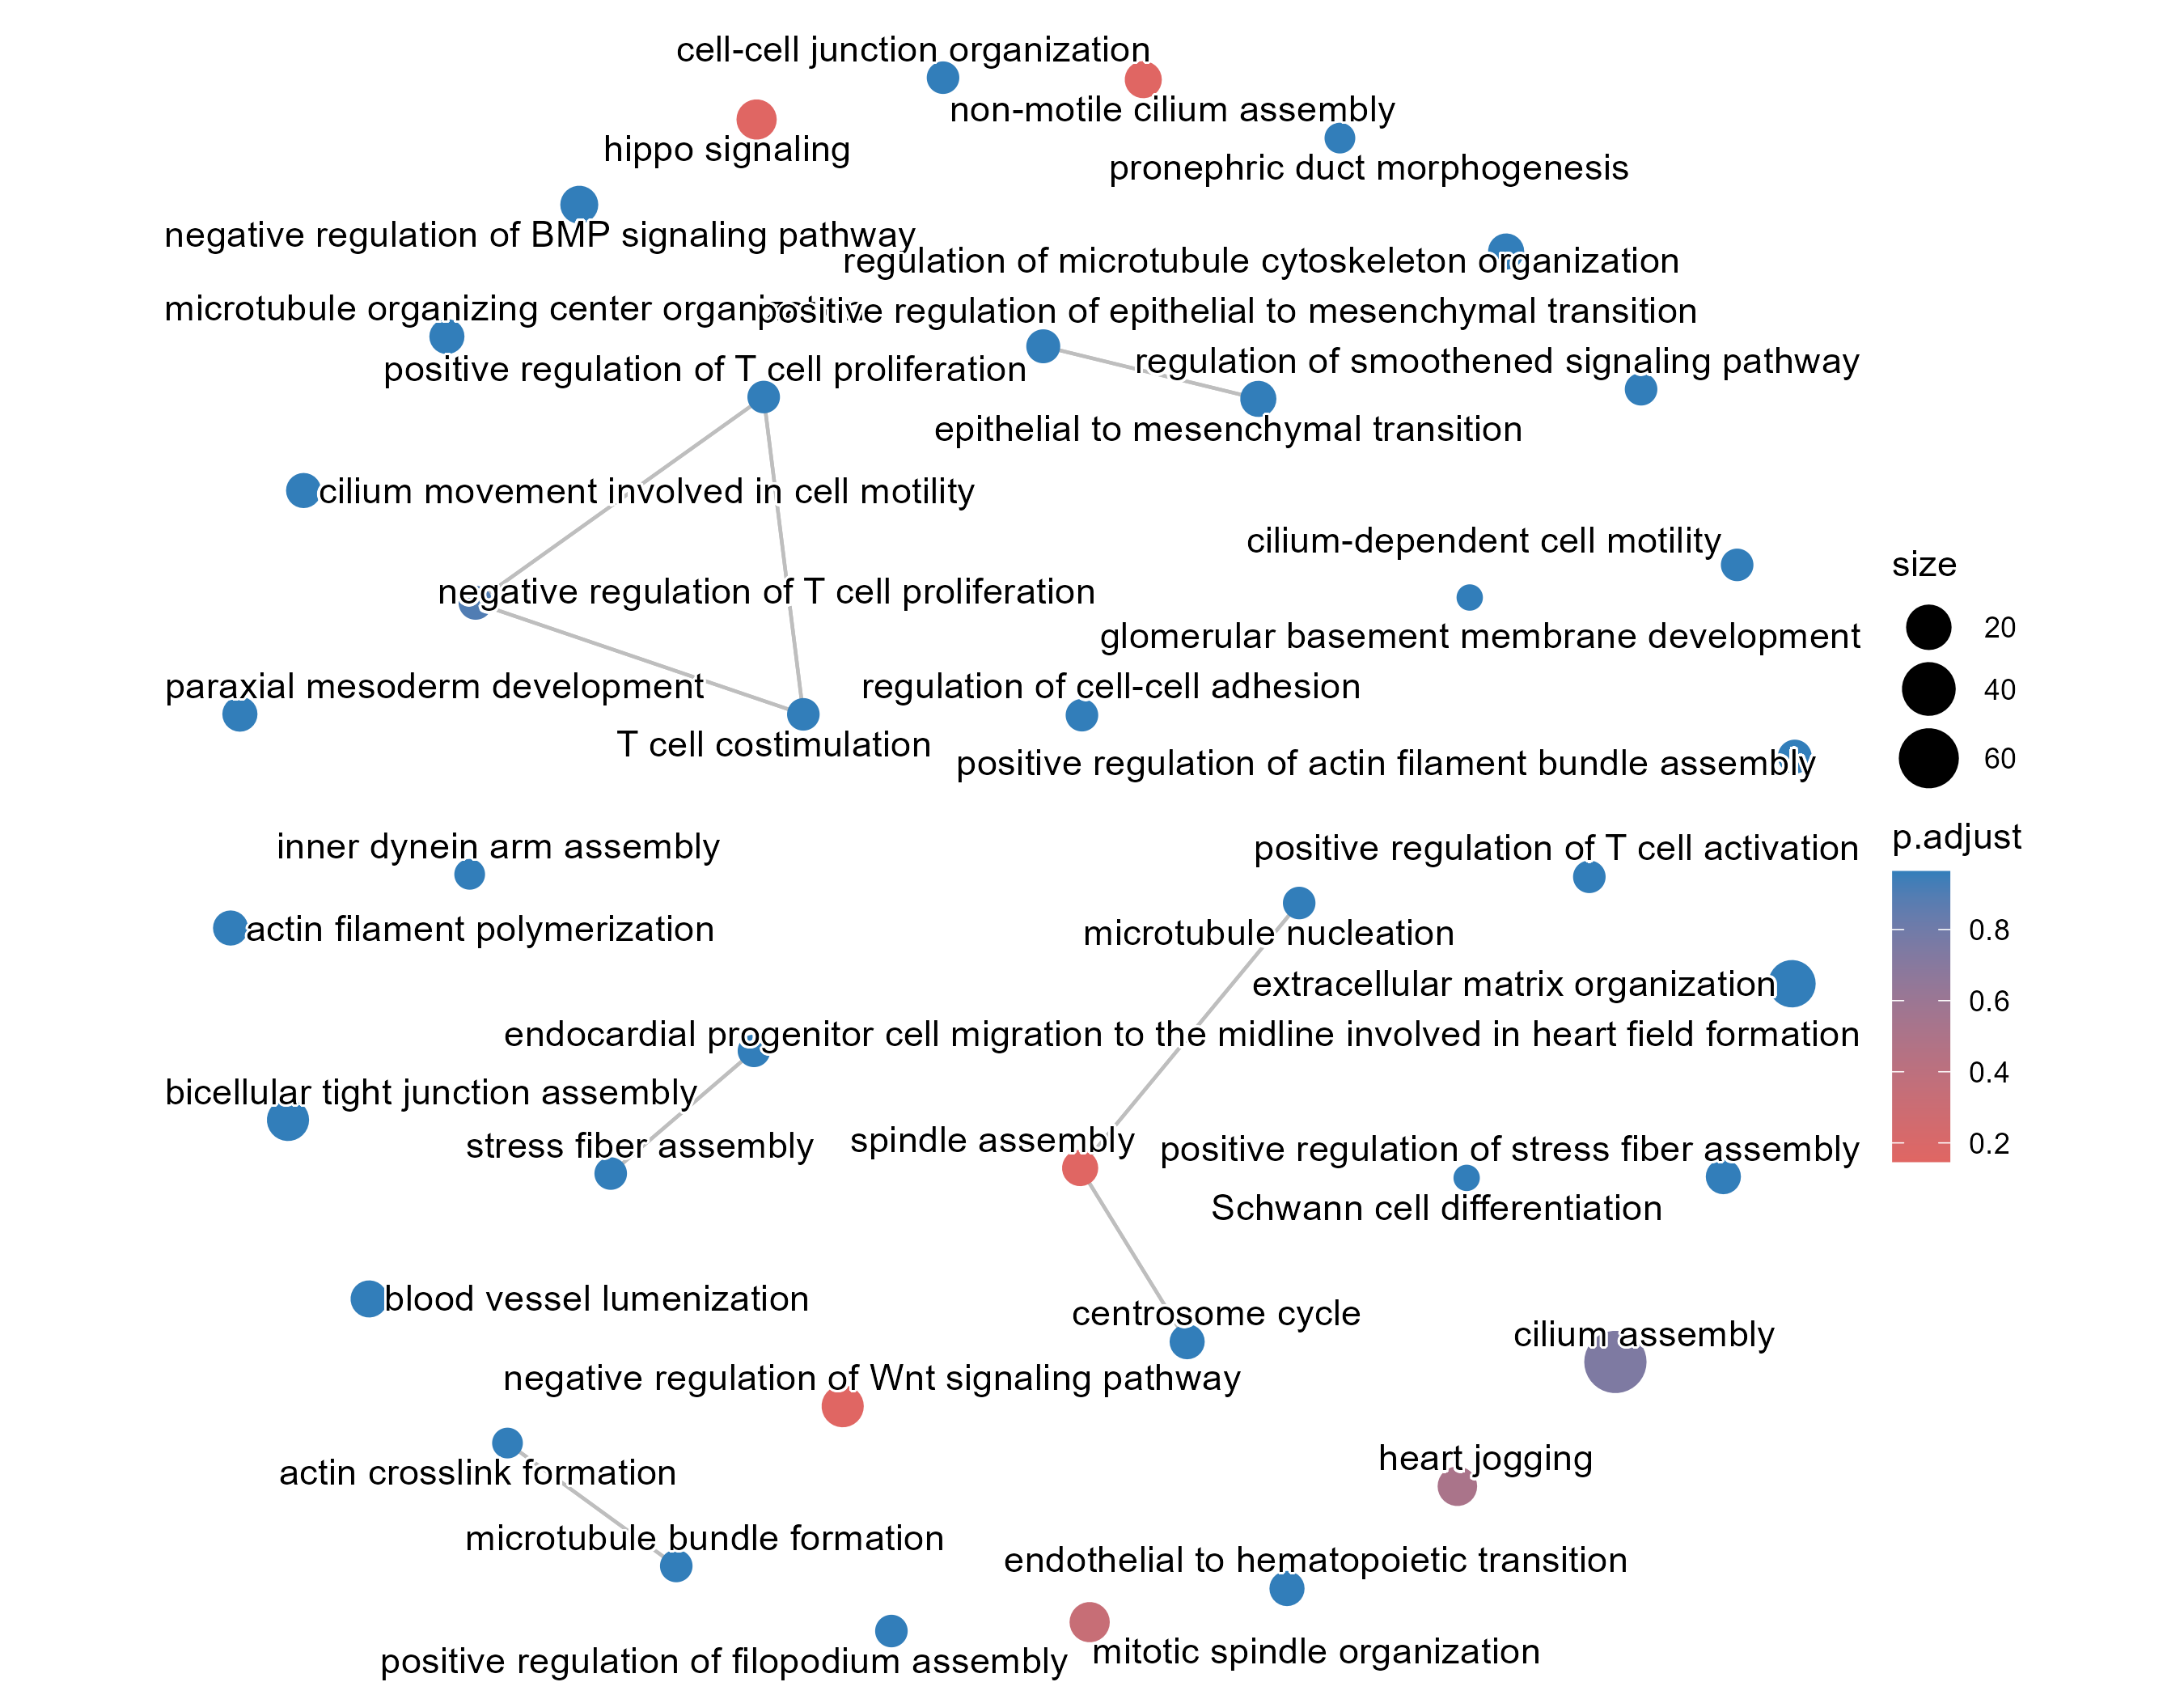 cell-cell junction organization
non-motile cilium assembly
hippo signaling
pronephric duct morphogenesis
negative regulation of BMP signaling pathway
regulation of microtubule cytoskeleton organization
microtubule organizing center
positive regulation of epithelial to mesenchymal transition
positive regulation of T cell proliferation
regulation of smoothened signaling pathway
epithelial to mesenchymal transition
cilium movement involved in cell motility
cilium-dependent cell motility
negative regulation of T cell proliferation
glomerular basement membrane development
paraxial mesoderm development
regulation of cell-cell adhesion
T cell costimulation
positive regulation of actin filament bundle assembly
inner dynein arm assembly
positive regulation of T cell activation
actin filament polymerization
microtubule nucleation
extracellular matrix organization
endocardial progenitor cell migration to the midline involved in heart field formation
bicellular tight junction assembly
stress fiber assembly
spindle assembly
positive regulation of stress fiber assembly
Schwann cell differentiation
blood vessel lumenization
centrosome cycle
cilium assembly
negative regulation of Wnt signaling pathway
heart jogging
actin crosslink formation
microtubule bundle formation
endothelial to hematopoietic transition
mitotic spindle organization
positive regulation of filopodium assembly
size
20
40
60
p.adjust
0.8
0.6
0.4
0.2